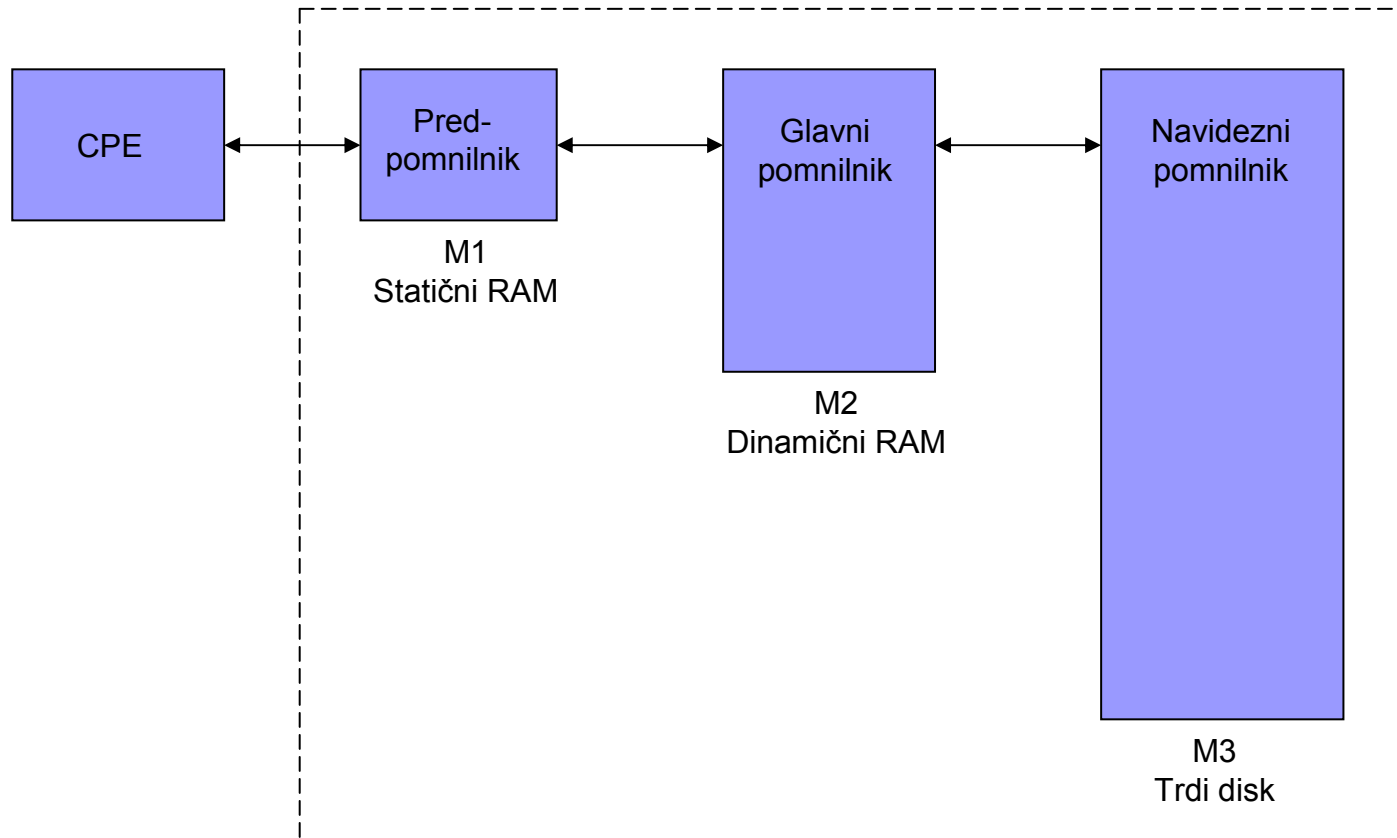 CPE
Pred-
pomnilnik
Glavni
pomnilnik
Navidezni
pomnilnik
M1
Statični RAM
M2
Dinamični RAM
M3
Trdi disk